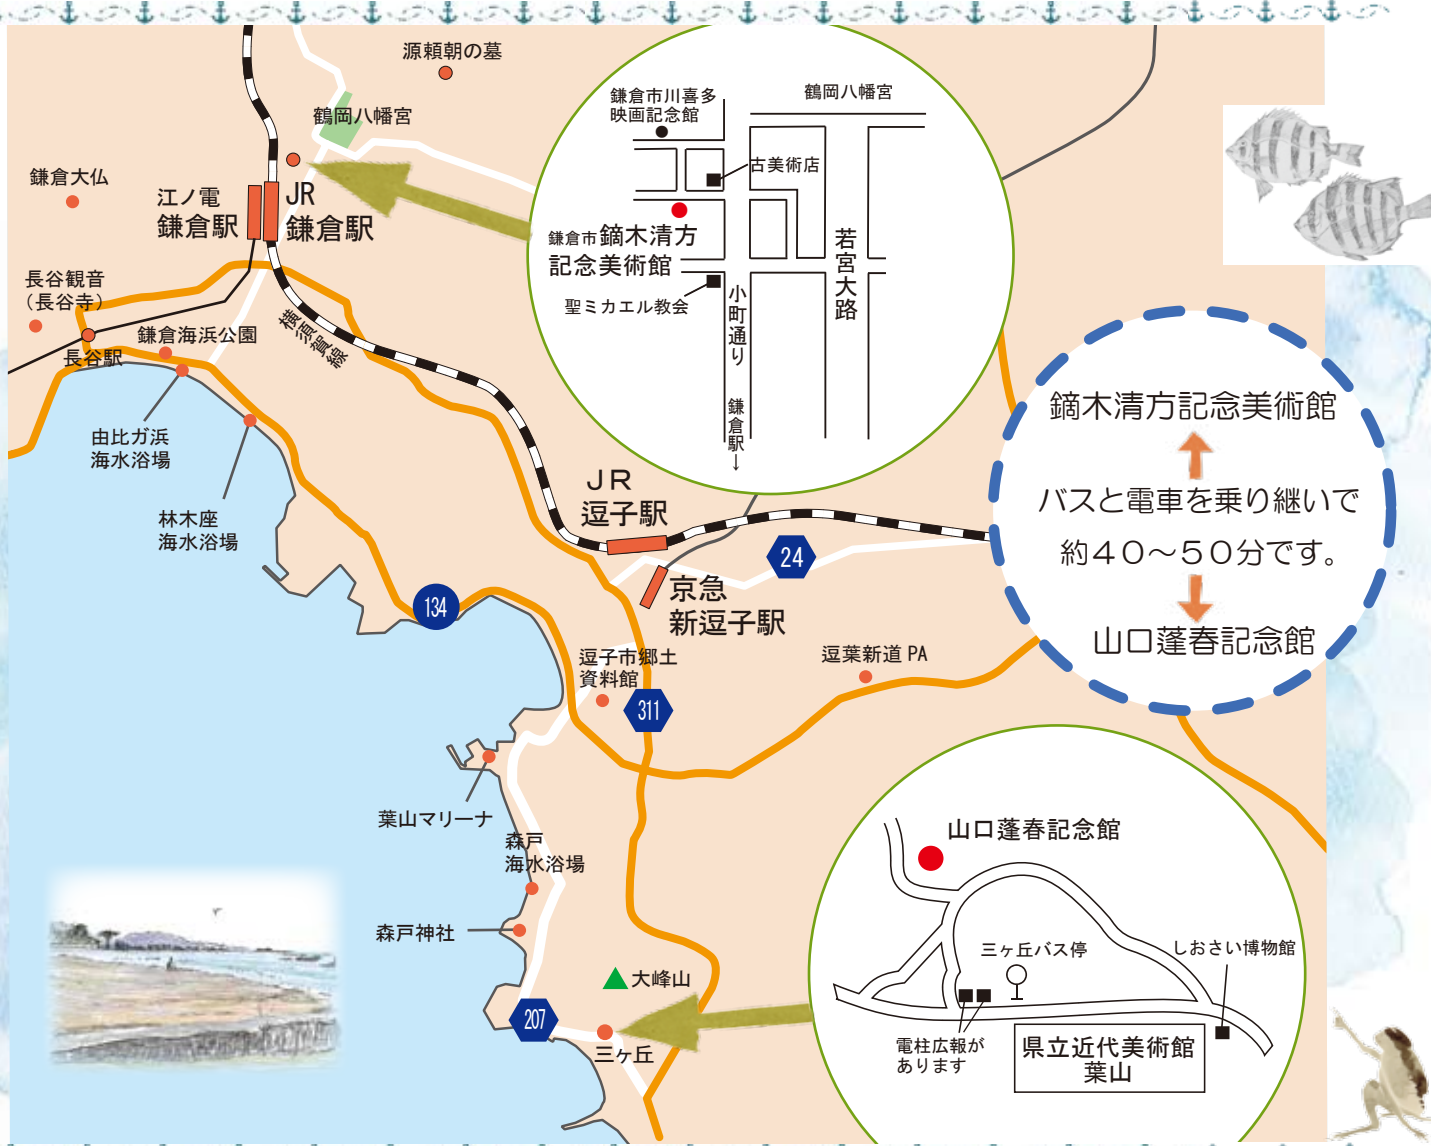 源頼朝の墓
鶴岡八幡宮
鎌倉大仏
江ノ電
鎌倉駅
JR
鎌倉駅
長谷観音
（長谷寺）
長谷駅
鎌倉海浜公園
横須賀線
由比ガ浜
海水浴場
林木座
海水浴場
鎌倉市川喜多
映画記念館
鶴岡八幡宮
古美術店
鎌倉市鏑木清方
記念美術館
聖ミカエル教会
若宮大路
小町通り
鎌倉駅→
鏑木清方記念美術館
バスと電車を乗り継いで
約４０〜５０分です。
山口蓬春記念館
ＪＲ
逗子駅
24
134
京急
新逗子駅
逗子市郷土
資料館
311
逗葉新道 PA
葉山マリーナ
森戸
海水浴場
森戸神社
大峰山
207
三ヶ丘
山口蓬春記念館
三ヶ丘バス停
しおさい博物館
電柱広報が
あります
県立近代美術館
葉山